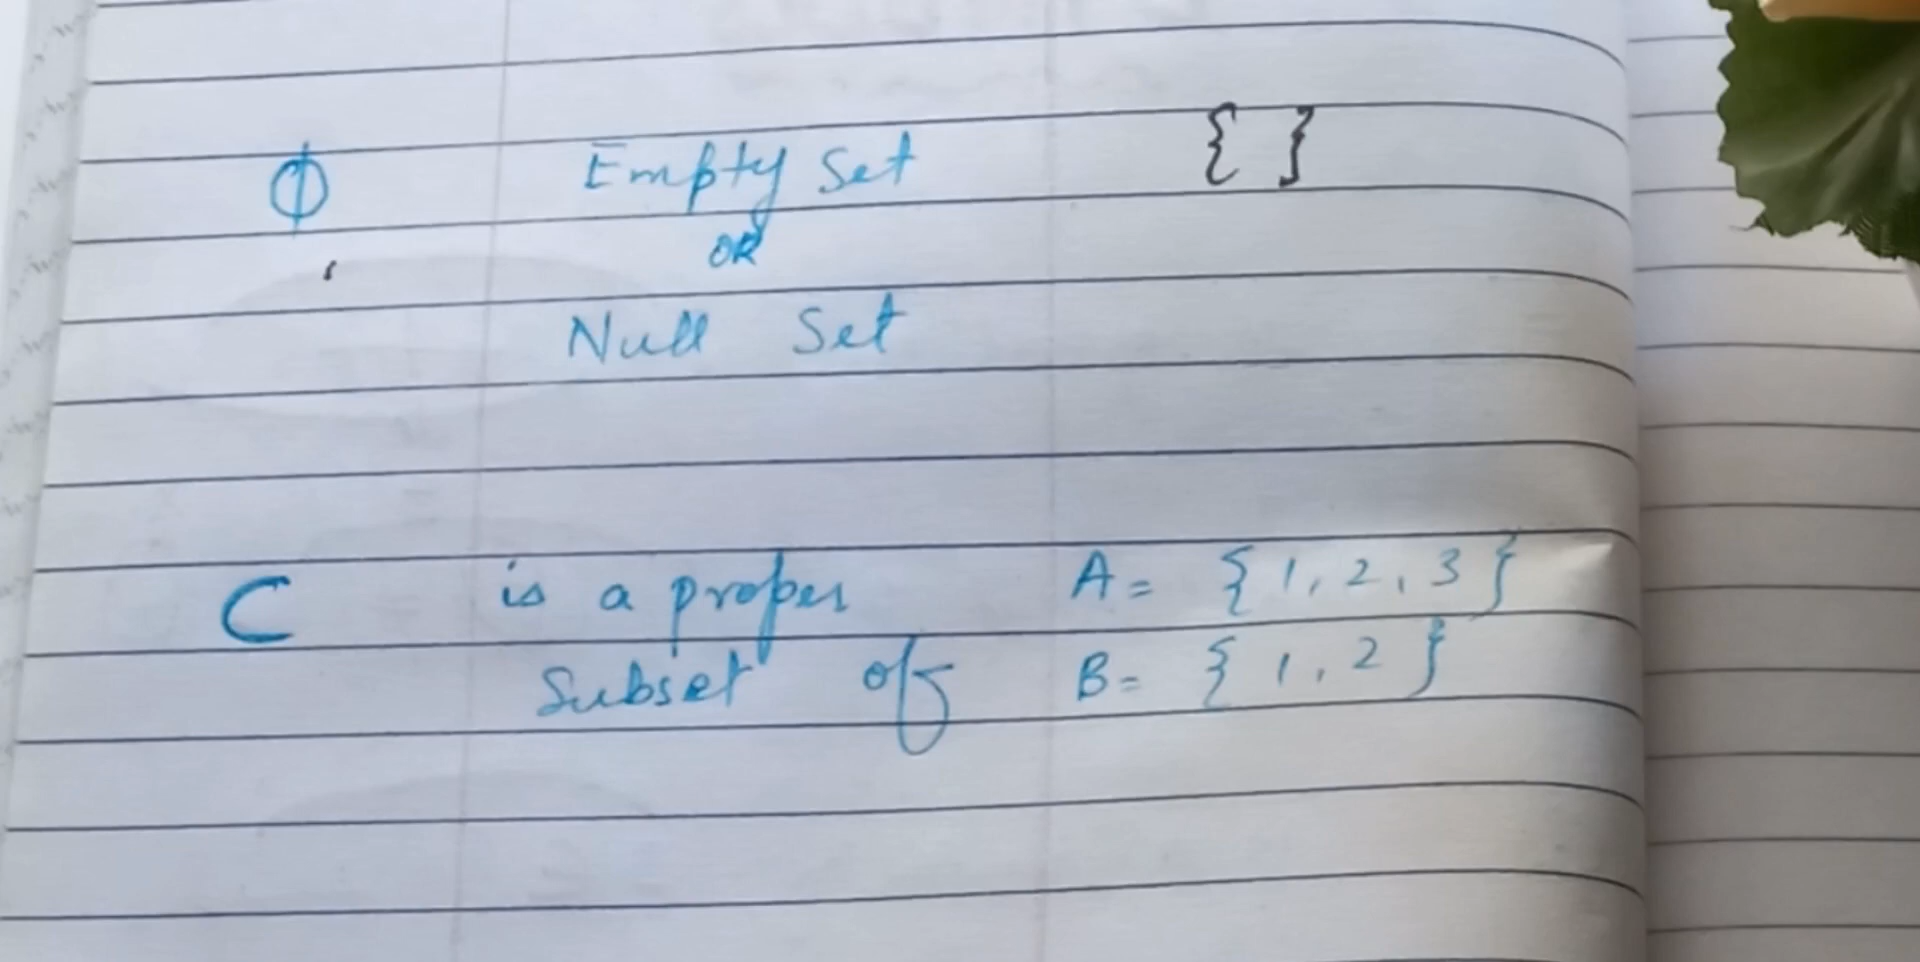 Φ Empty Set { }
OR
Null Set
⊂ is a proper A= {1, 2, 3}
Subset of B= {1, 2}